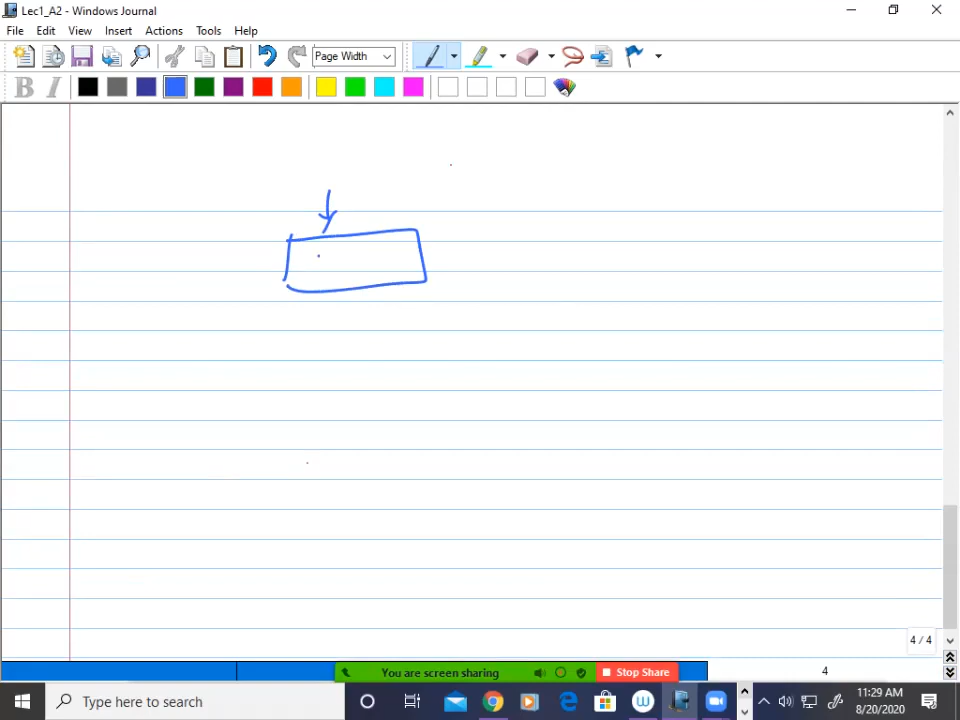 Lec1_A2 - Windows Journal
File Edit View Insert Actions Tools Help
Page Width
B I
4 / 4
You are screen sharing
Stop Share
4
Type here to search
11:29 AM
8/20/2020